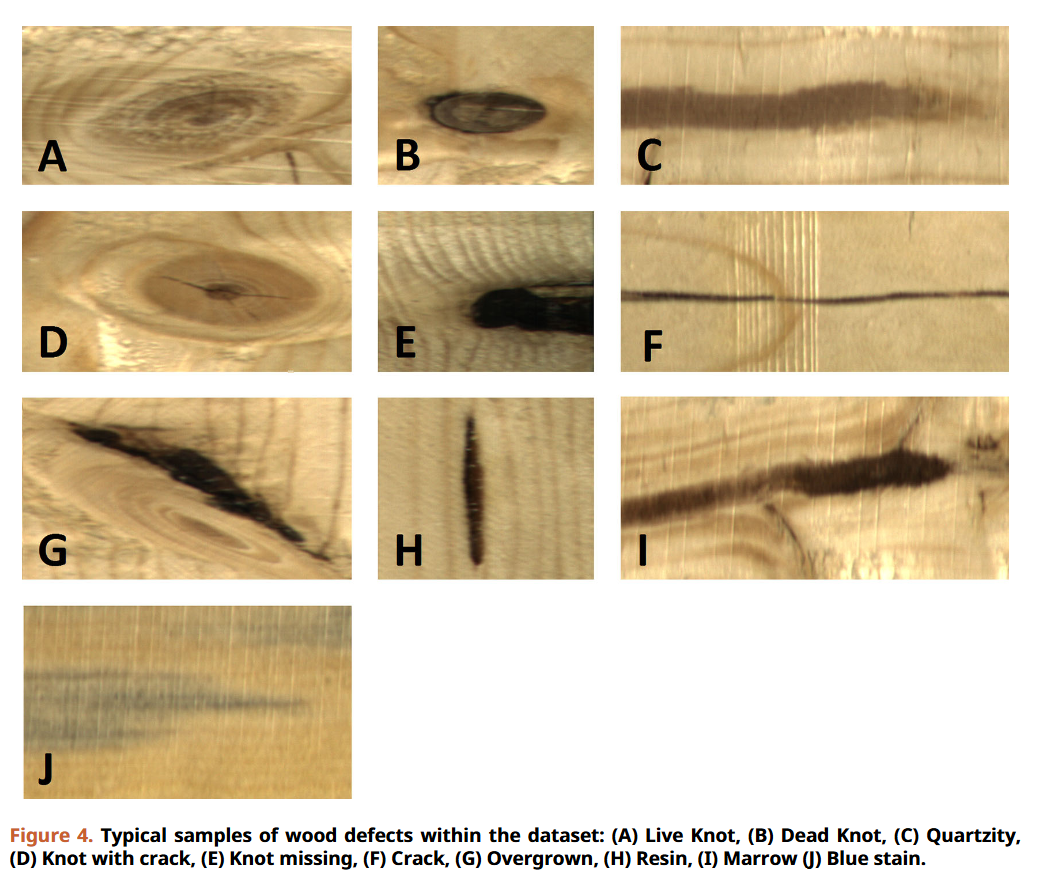 A
B
C
D
E
F
G
H
I
J
Figure 4. Typical samples of wood defects within the dataset: (A) Live Knot, (B) Dead Knot, (C) Quartzity,
(D) Knot with crack, (E) Knot missing, (F) Crack, (G) Overgrown, (H) Resin, (I) Marrow (J) Blue stain.